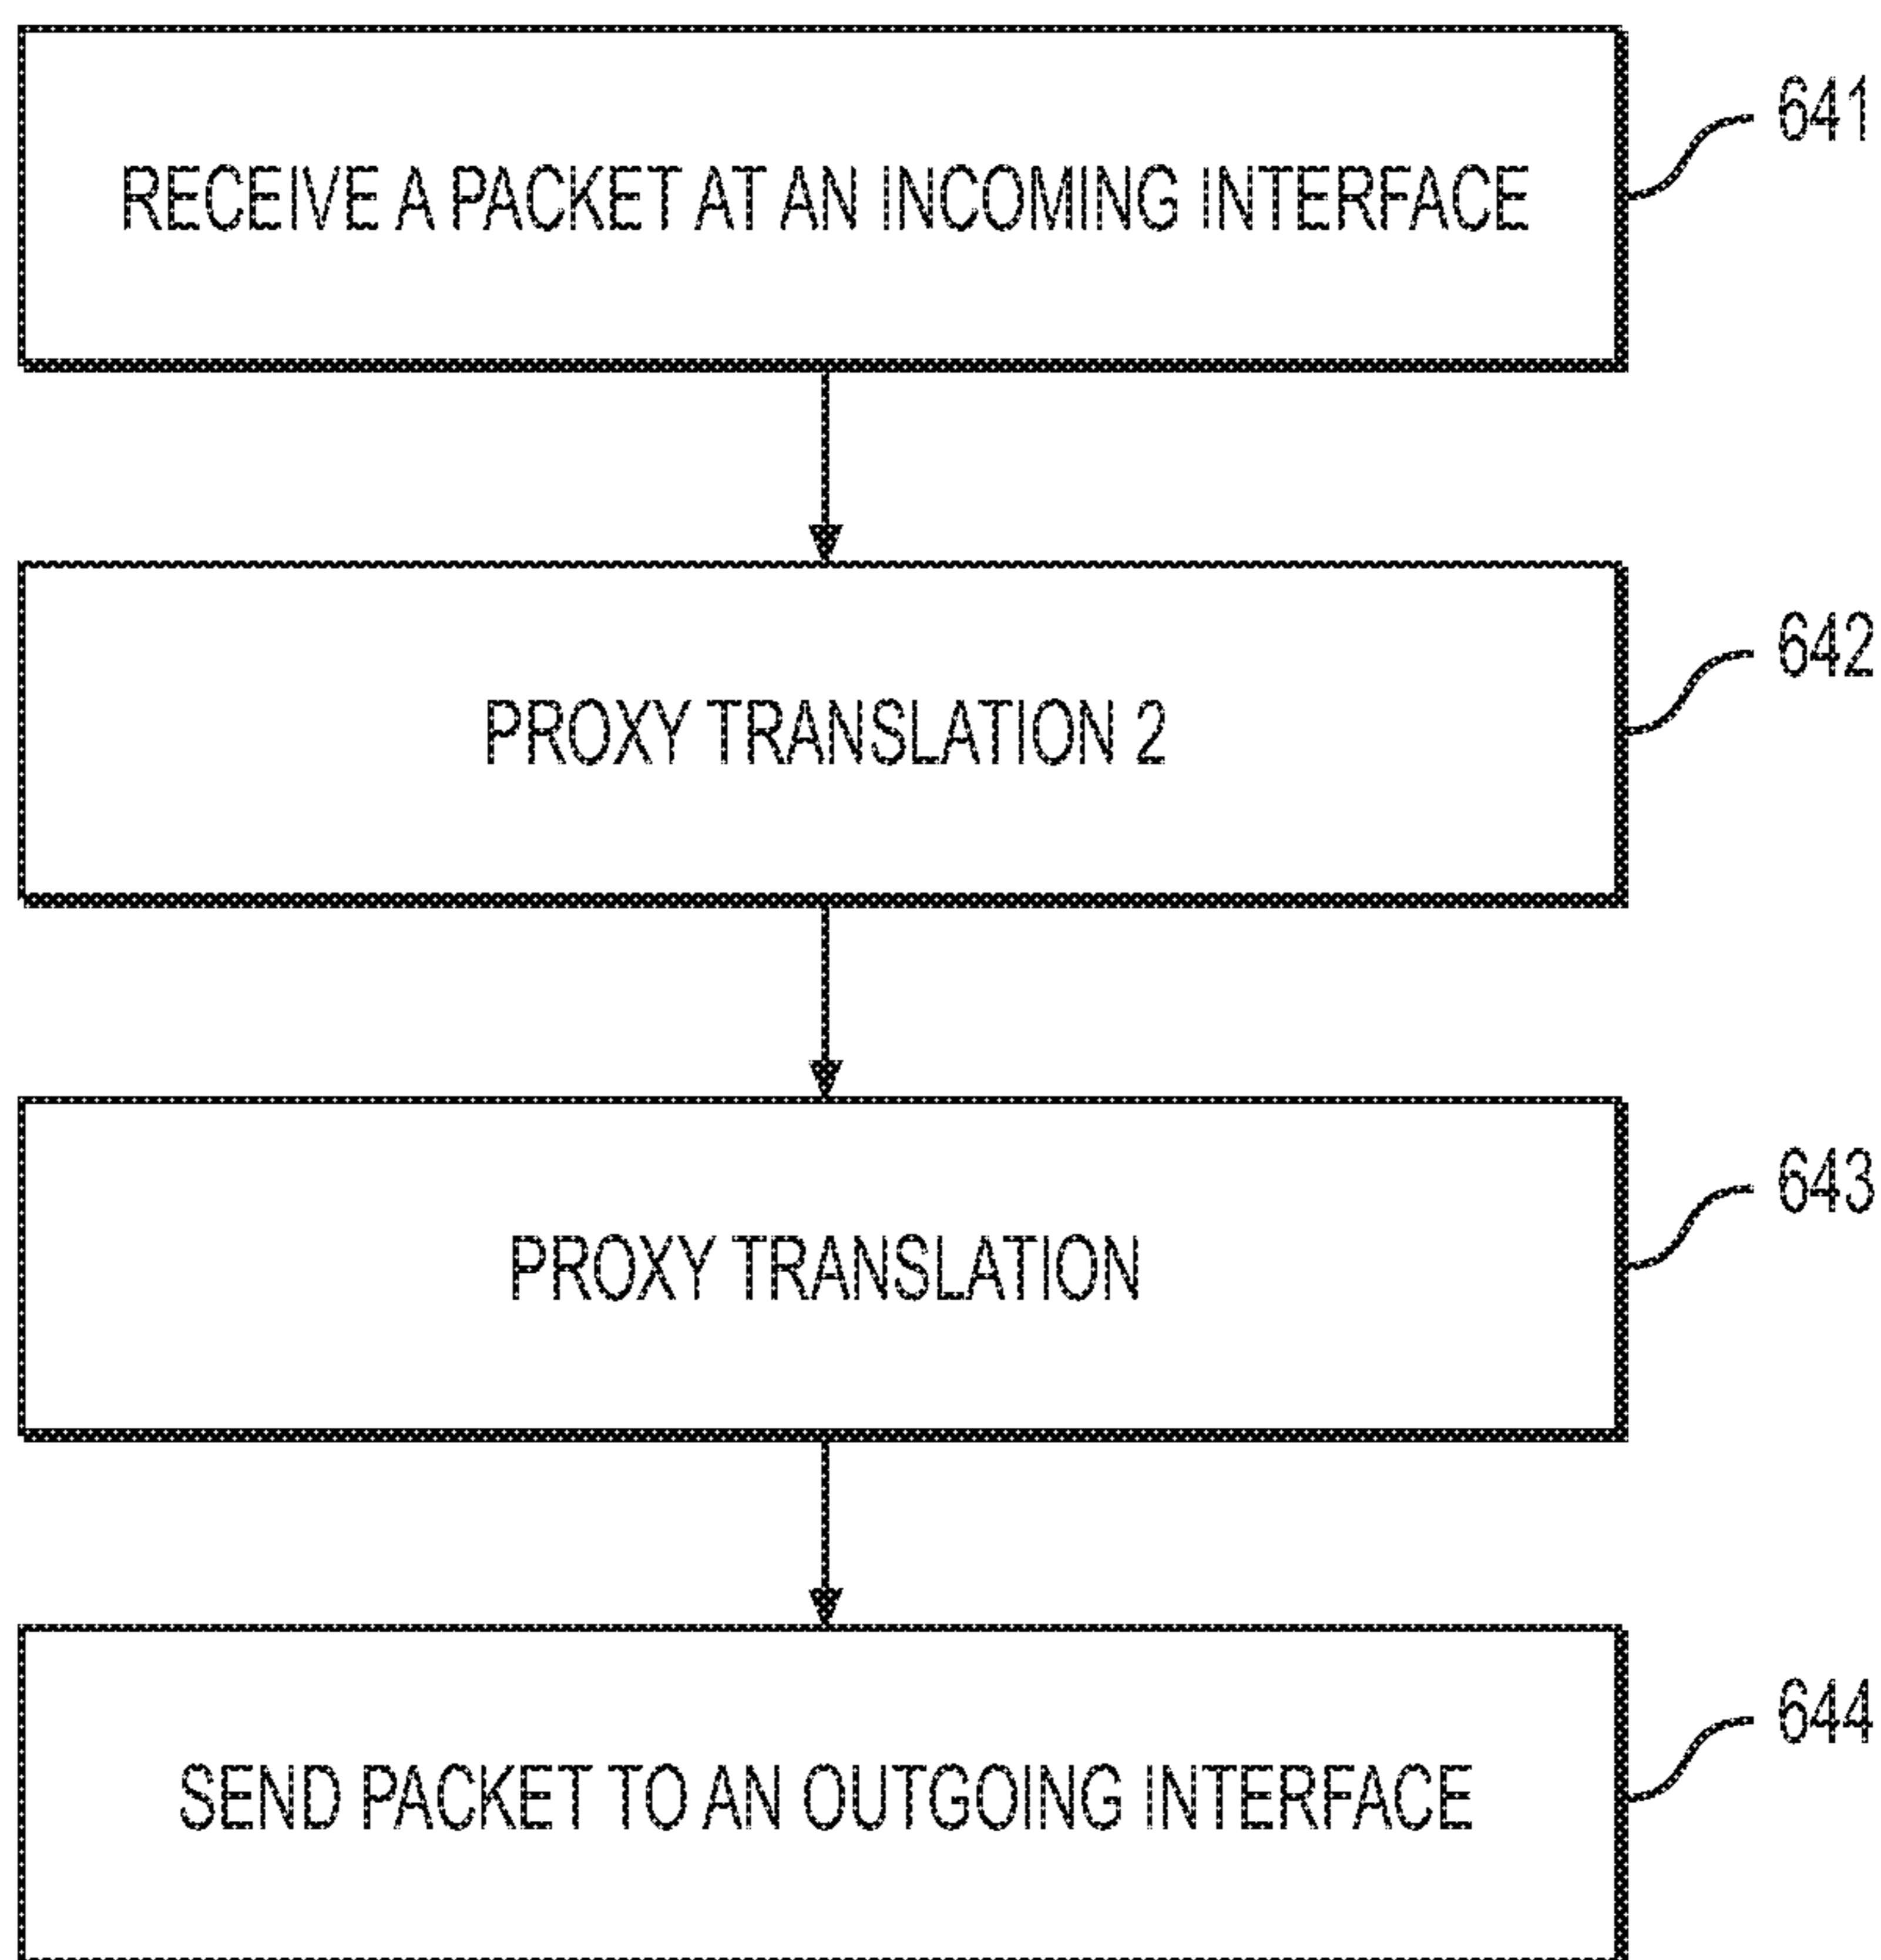 RECEIVE A PACKET AT AN INCOMING INTERFACE
641
PROXY TRANSLATION 2
642
PROXY TRANSLATION
643
SEND PACKET TO AN OUTGOING INTERFACE
644